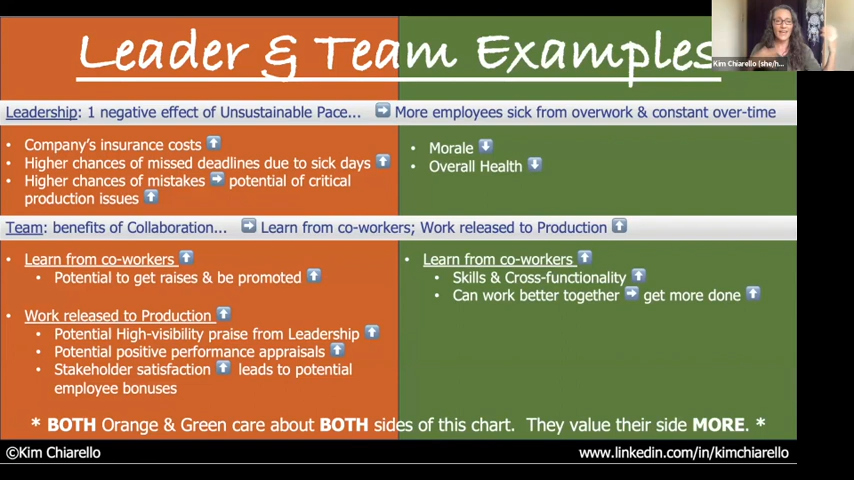 Leader & Team Examples
Kim Chiarello (she/h...
Leadership: 1 negative effect of Unsustainable Pace... ➡ More employees sick from overwork & constant over-time
• Company's insurance costs ⬆
• Higher chances of missed deadlines due to sick days ⬆
• Higher chances of mistakes ➡ potential of critical
production issues ⬆
• Morale ⬇
• Overall Health ⬇
Team: benefits of Collaboration... ➡ Learn from co-workers; Work released to Production ⬆
• Learn from co-workers ⬆
• Potential to get raises & be promoted ⬆
• Work released to Production ⬆
• Potential High-visibility praise from Leadership ⬆
• Potential positive performance appraisals ⬆
• Stakeholder satisfaction ⬆ leads to potential
employee bonuses
• Learn from co-workers ⬆
• Skills & Cross-functionality ⬆
• Can work better together ➡ get more done ⬆
* BOTH Orange & Green care about BOTH sides of this chart. They value their side MORE. *
©Kim Chiarello
www.linkedin.com/in/kimchiarello